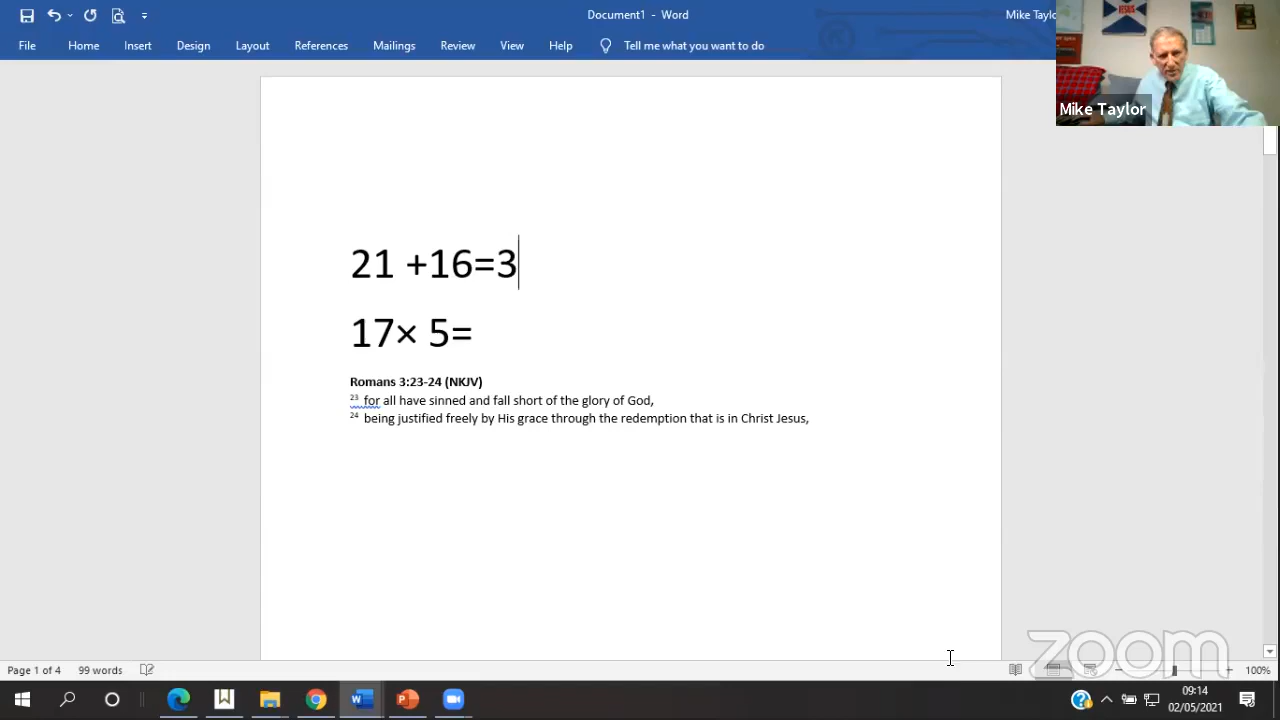 Document1 - Word
Mike Taylo
File Home Insert Design Layout References Mailings Review View Help Tell me what you want to do
JESUS
Mike Taylor
21 +16=3
17× 5=
Romans 3:23-24 (NKJV)
23 for all have sinned and fall short of the glory of God,
24 being justified freely by His grace through the redemption that is in Christ Jesus,
zoom
Page 1 of 4 99 words 100%
09:14
02/05/2021